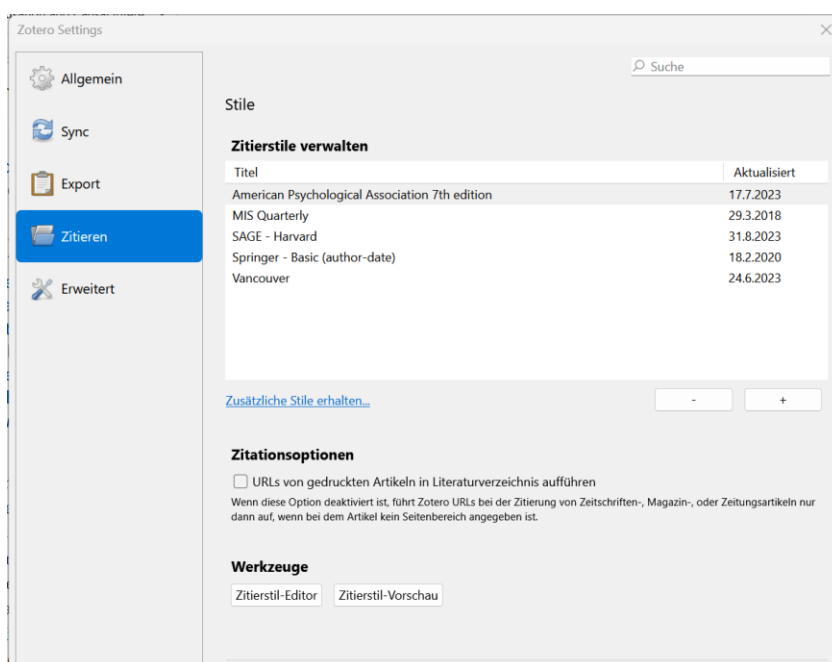 Zotero Settings
Allgemein
Sync
Export
Zitieren
Erweitert
Suche
Stile
Zitierstile verwalten
Titel Aktualisiert
American Psychological Association 7th edition 17.7.2023
MIS Quarterly 29.3.2018
SAGE - Harvard 31.8.2023
Springer - Basic (author-date) 18.2.2020
Vancouver 24.6.2023
Zusätzliche Stile erhalten...
- +
Zitationsoptionen
URLs von gedruckten Artikeln in Literaturverzeichnis aufführen
Wenn diese Option deaktiviert ist, führt Zotero URLs bei der Zitierung von Zeitschriften-, Magazin-, oder Zeitungsartikeln nur
dann auf, wenn bei dem Artikel kein Seitenbereich angegeben ist.
Werkzeuge
Zitierstil-Editor Zitierstil-Vorschau